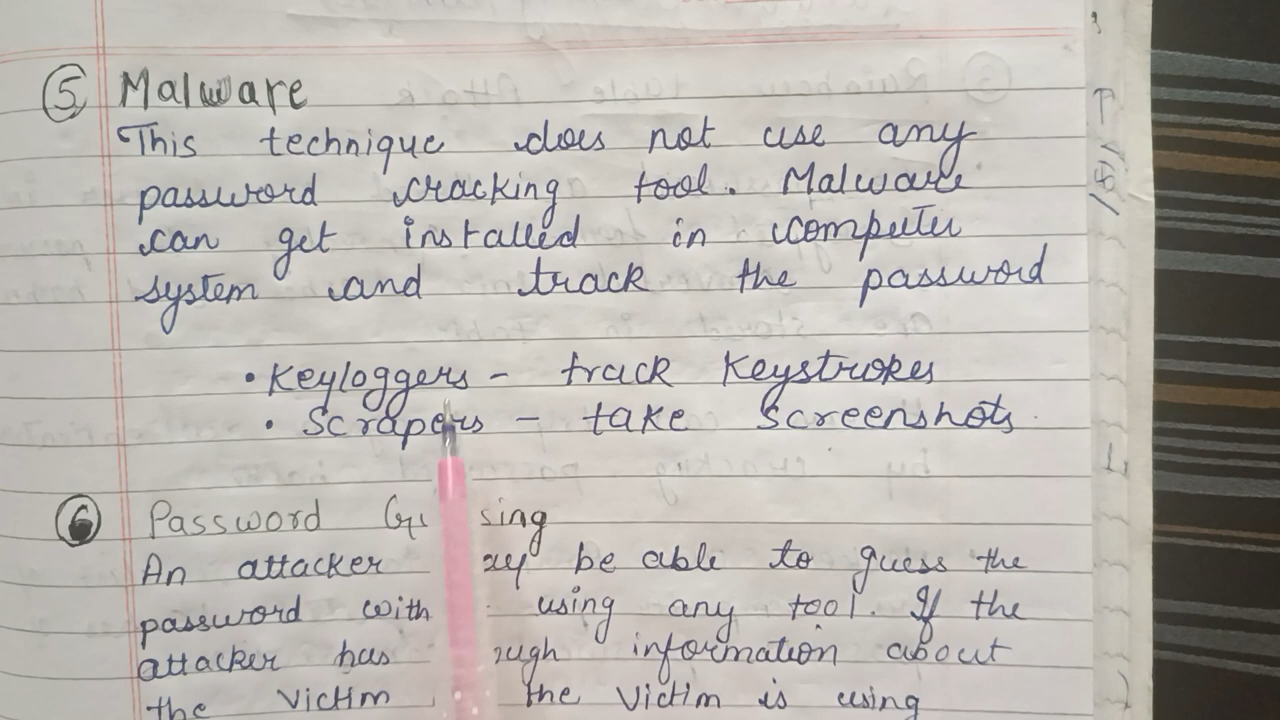 ⑤ Malware
This technique does not use any
password cracking tool. Malware
can get installed in computer
system and track the password
• Keyloggers - track Keystrokes
• Scrapers - take Screenshots
⑥ Password
An attacker be able to guess the
password with using any tool. If the
attacker has information about
the victim the victim is using